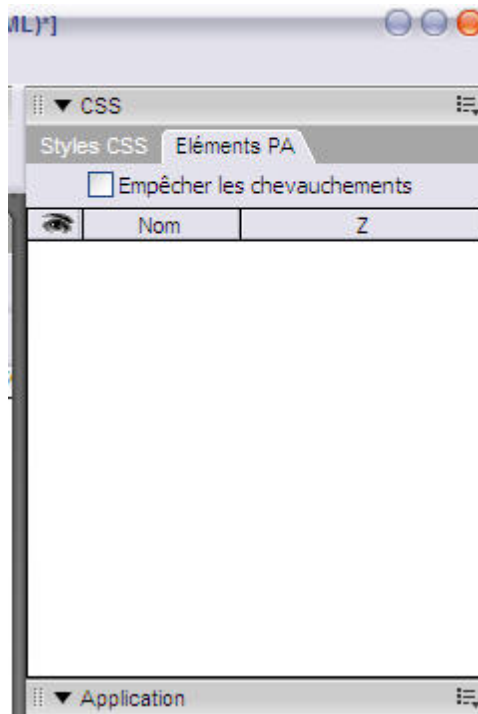 ML)*]
CSS
Styles CSS Eléments PA
Empêcher les chevauchements
Nom Z
Application